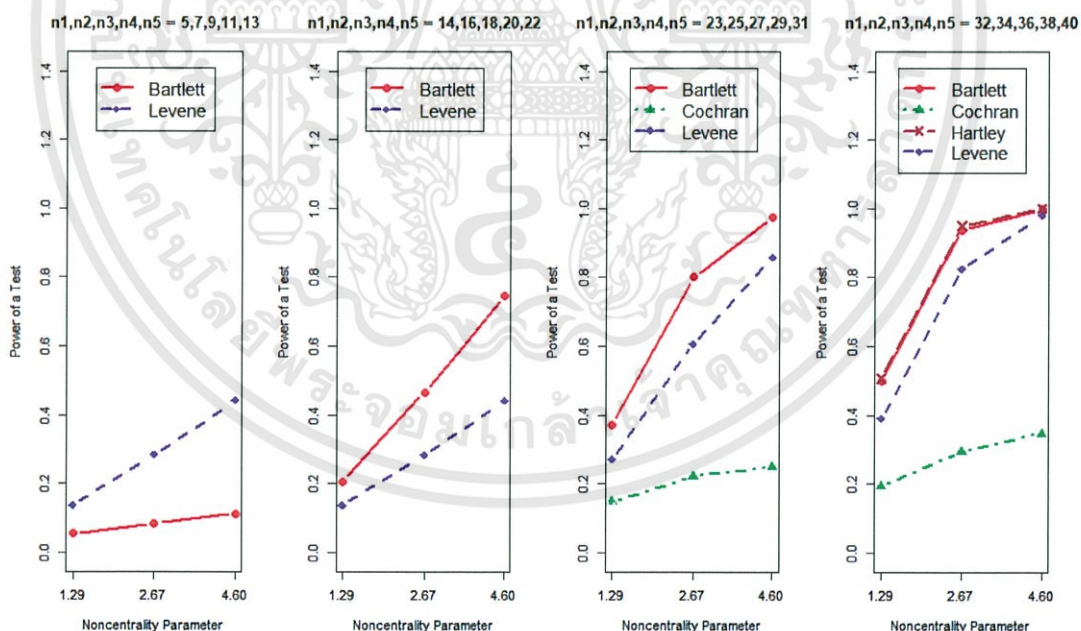 n1,n2,n3,n4,n5 = 5,7,9,11,13
Bartlett
Levene
0.0 0.2 0.4 0.6 0.8 1.0 1.2 1.4
Power of a Test
1.29 2.67 4.60
Noncentrality Parameter
n1,n2,n3,n4,n5 = 14,16,18,20,22
Bartlett
Levene
0.0 0.2 0.4 0.6 0.8 1.0 1.2 1.4
Power of a Test
1.29 2.67 4.60
Noncentrality Parameter
n1,n2,n3,n4,n5 = 23,25,27,29,31
Bartlett
Cochran
Levene
0.0 0.2 0.4 0.6 0.8 1.0 1.2 1.4
Power of a Test
1.29 2.67 4.60
Noncentrality Parameter
n1,n2,n3,n4,n5 = 32,34,36,38,40
Bartlett
Cochran
Hartley
Levene
0.0 0.2 0.4 0.6 0.8 1.0 1.2 1.4
Power of a Test
1.29 2.67 4.60
Noncentrality Parameter